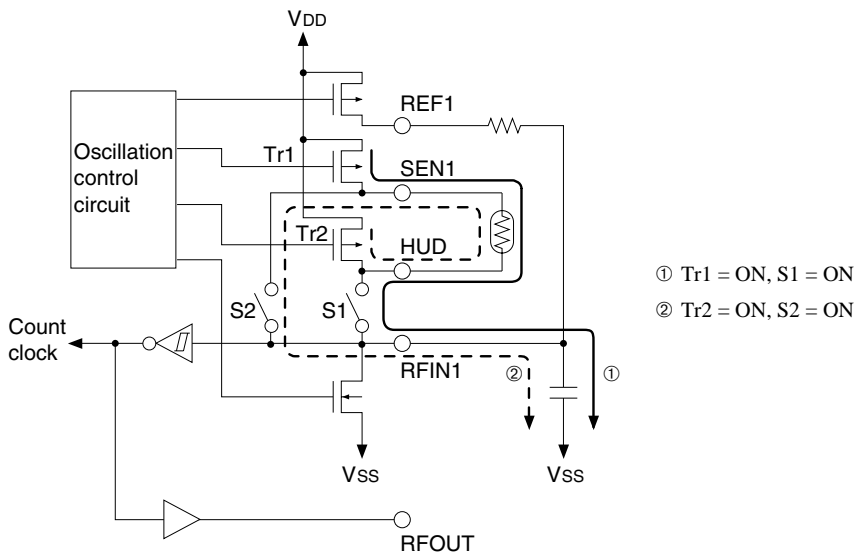 VDD
REF1
Oscillation
control
circuit
Tr1
SEN1
Tr2
HUD
S2
S1
① Tr1 = ON, S1 = ON
② Tr2 = ON, S2 = ON
Count
clock
RFIN1
②
①
VSS
VSS
RFOUT